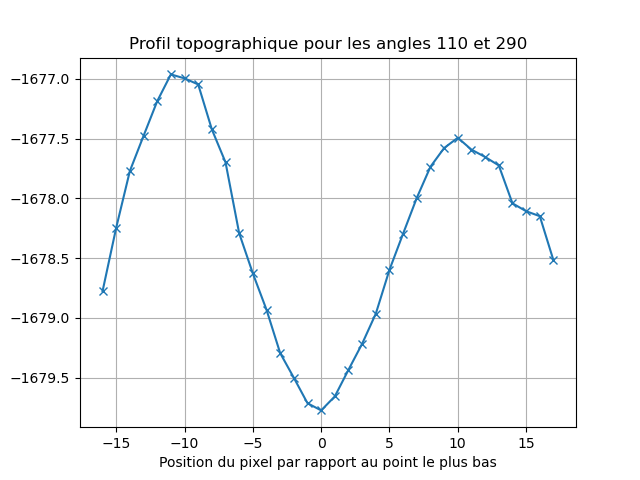 Profil topographique pour les angles 110 et 290
−1677.0
−1677.5
−1678.0
−1678.5
−1679.0
−1679.5
−15 −10 −5 0 5 10 15
Position du pixel par rapport au point le plus bas